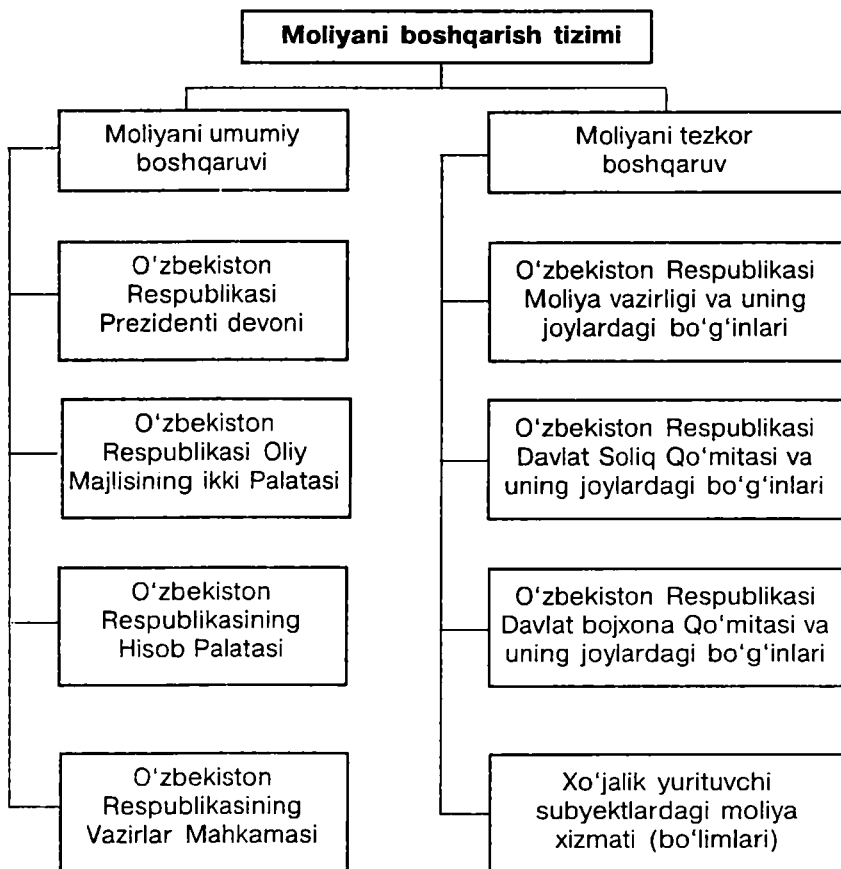 Moliyani boshqarish tizimi
Moliyani umumiy
boshqaruvi
O‘zbekiston
Respublikasi
Prezidenti devoni
O‘zbekiston
Respublikasi Oliy
Majlisining ikki Palatasi
O‘zbekiston
Respublikasining
Hisob Palatasi
O‘zbekiston
Respublikasining
Vazirlar Mahkamasi
Moliyani tezkor
boshqaruv
O‘zbekiston Respublikasi
Moliya vazirligi va uning
joylardagi bo‘g‘inlari
O‘zbekiston Respublikasi
Davlat Soliq Qo‘mitasi va
uning joylardagi bo‘g‘inlari
O‘zbekiston Respublikasi
Davlat bojxona Qo‘mitasi va
uning joylardagi bo‘g‘inlari
Xo‘jalik yurituvchi
subyektlardagi moliya
xizmati (bo‘limlari)